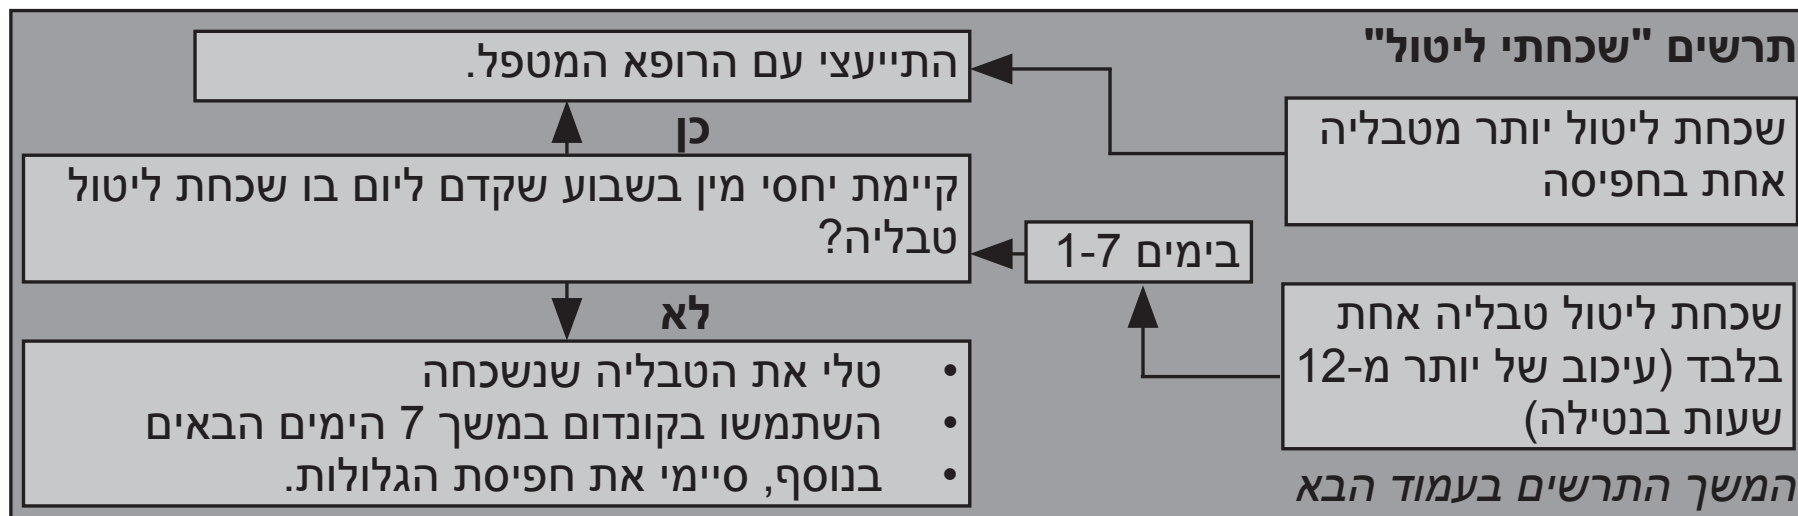 תרשים "שכחתי ליטול"
שכחת ליטול יותר מטבליה
אחת בחפיסה
התייעצי עם הרופא המטפל.
שכחת ליטול טבליה אחת
בלבד (עיכוב של יותר מ-12
שעות בנטילה)
בימים 1-7
קיימת יחסי מין בשבוע שקדם ליום בו שכחת ליטול
טבליה?
כן
לא
• טלי את הטבליה שנשכחה
• השתמשו בקונדום במשך 7 הימים הבאים
• בנוסף, סיימי את חפיסת הגלולות.
המשך התרשים בעמוד הבא